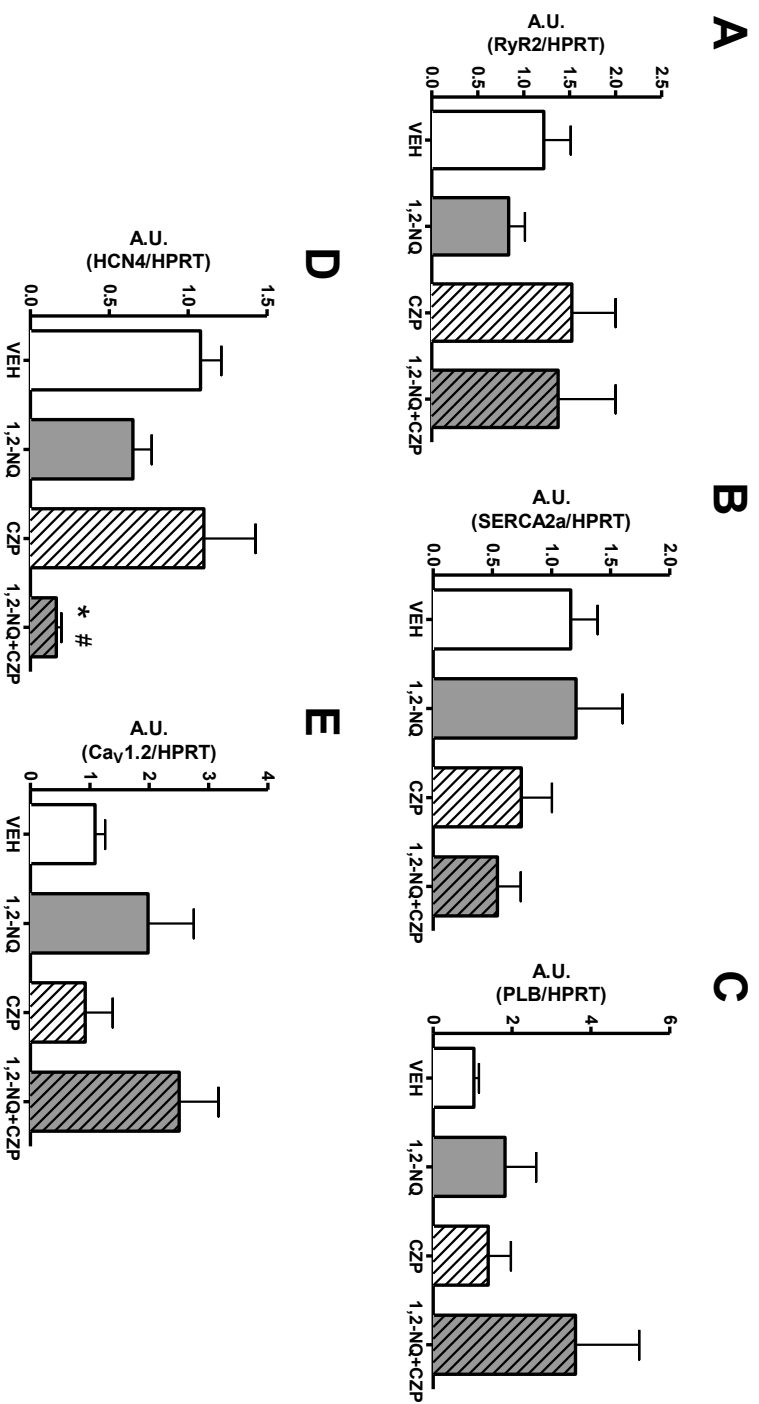 A
A.U.
(RyR2/HPRT)
2.5
2.0
1.5
1.0
0.5
0.0
VEH
1,2-NQ
CZP
1,2-NQ+CZP
B
A.U.
(SERCA2a/HPRT)
2.0
1.5
1.0
0.5
0.0
VEH
1,2-NQ
CZP
1,2-NQ+CZP
C
A.U.
(PLB/HPRT)
6
4
2
0
VEH
1,2-NQ
CZP
1,2-NQ+CZP
D
A.U.
(HCN4/HPRT)
1.5
1.0
0.5
0.0
* #
VEH
1,2-NQ
CZP
1,2-NQ+CZP
E
A.U.
(CaV1.2/HPRT)
4
3
2
1
0
VEH
1,2-NQ
CZP
1,2-NQ+CZP